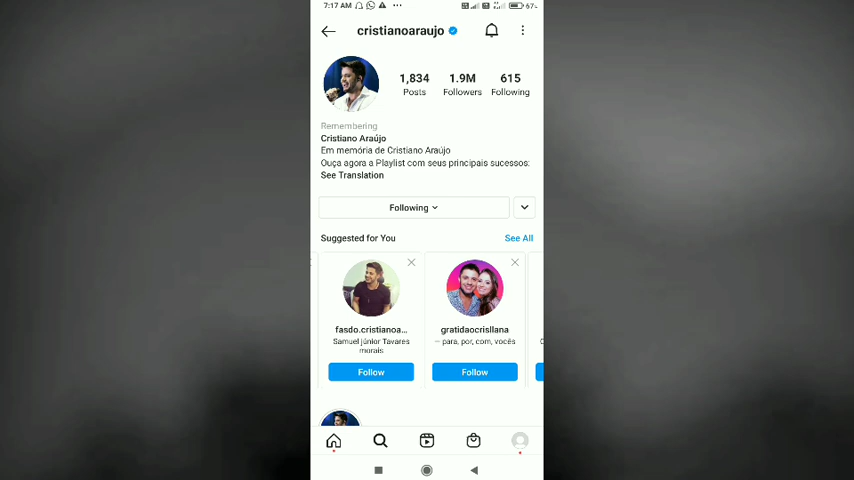 7:17 AM
67
cristianoaraujo
1,834
1.9M
615
Posts
Followers
Following
Remembering
Cristiano Araújo
Em memória de Cristiano Araújo
Ouça agora a Playlist com seus principais sucessos:
See Translation
Following
Suggested for You
See All
fasdo.cristianoa...
gratidaocrisllana
Samuel júnior Tavares
morais
— para, por, com, vocês
Follow
Follow